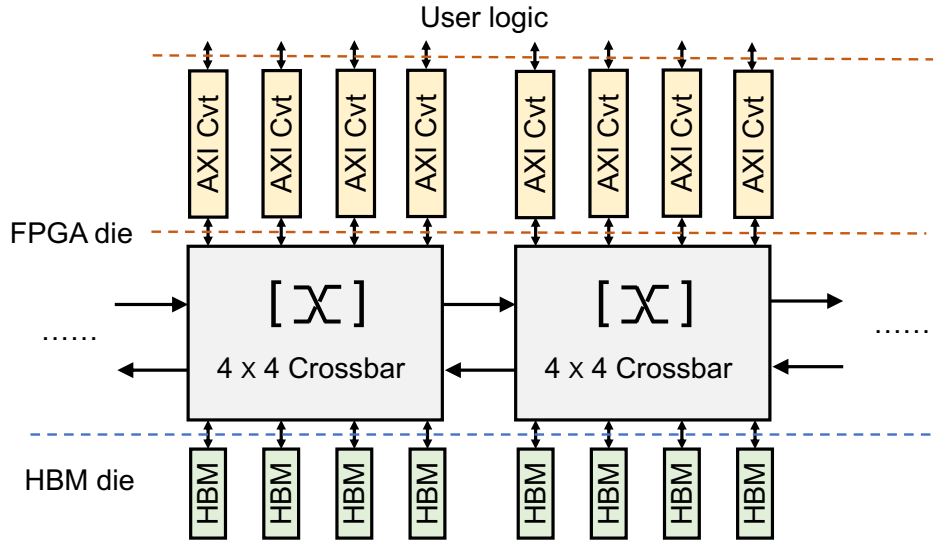 User logic
AXI Cvt
AXI Cvt
AXI Cvt
AXI Cvt
AXI Cvt
AXI Cvt
AXI Cvt
AXI Cvt
FPGA die
[ ]
[ ]
......
4 x 4 Crossbar
4 x 4 Crossbar
......
HBM die
HBM
HBM
HBM
HBM
HBM
HBM
HBM
HBM